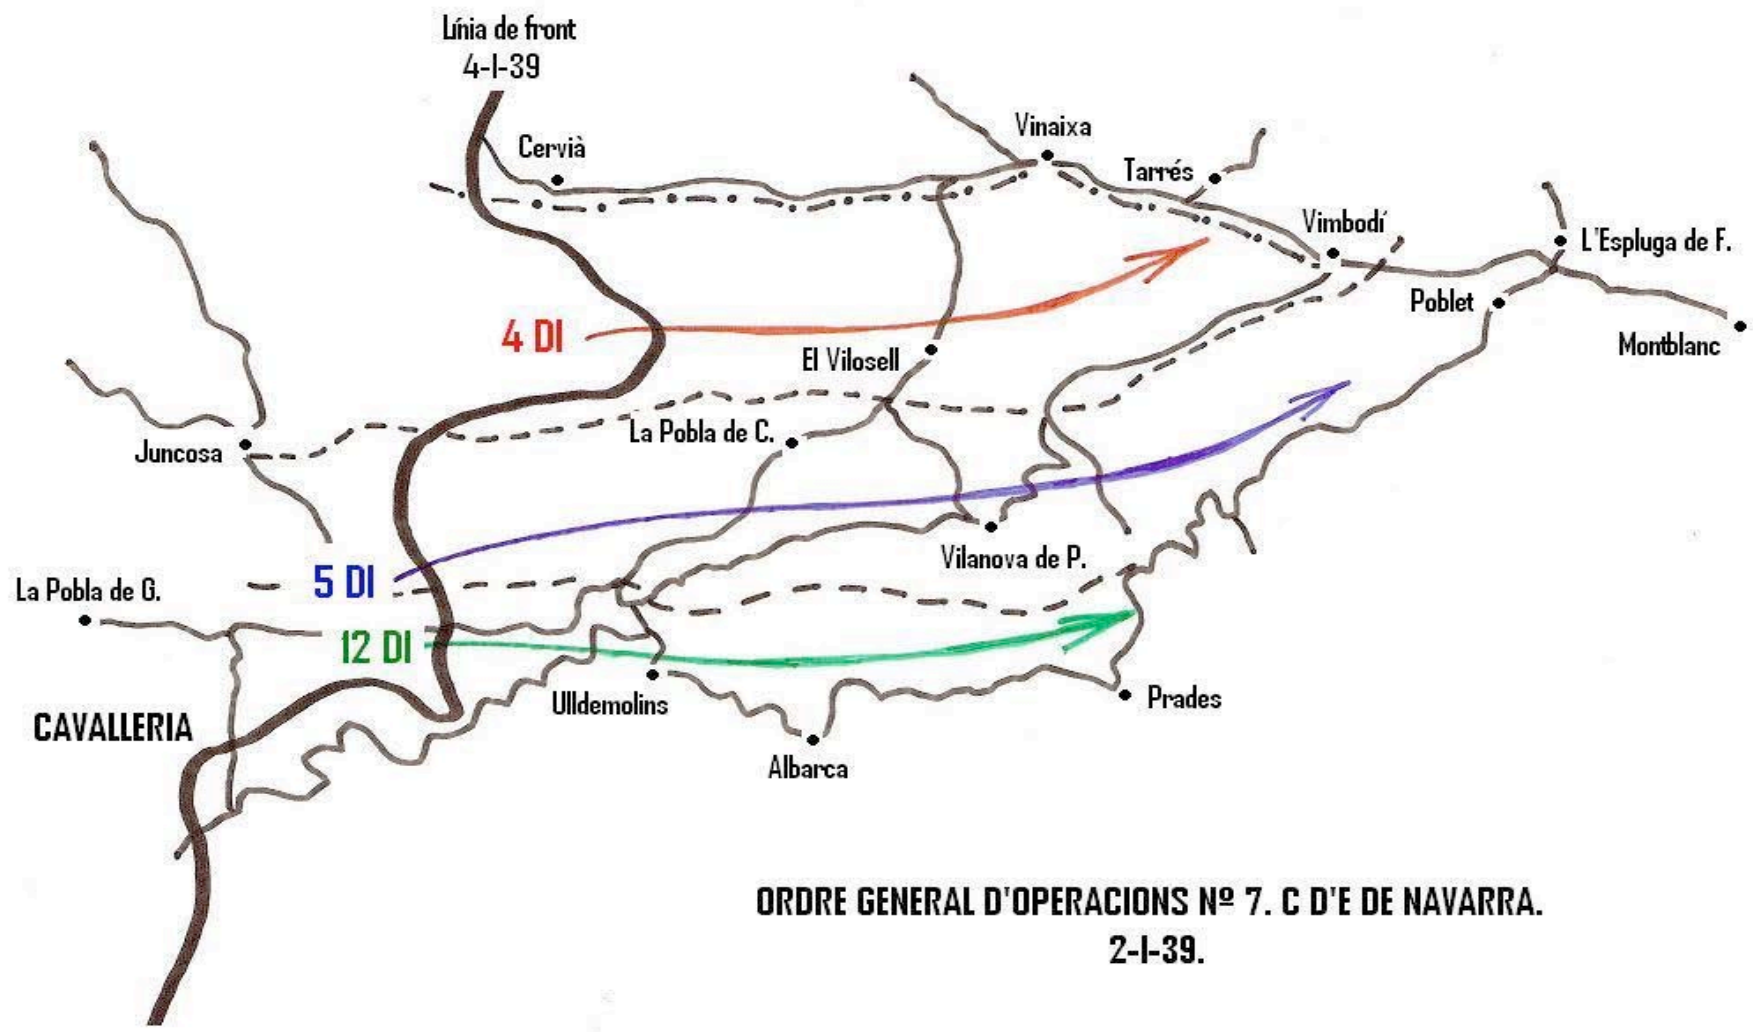 Línia de front
4-I-39
Cervià
Vinaixa
Tarrés
Vimbodí
L'Espluga de F.
Poblet
Montblanc
4 DI
El Vilosell
La Pobla de C.
Juncosa
Vilanova de P.
5 DI
La Pobla de G.
12 DI
Ulldemolins
Prades
CAVALLERIA
Albarca
ORDRE GENERAL D'OPERACIONS Nº 7. C D'E DE NAVARRA.
2-I-39.